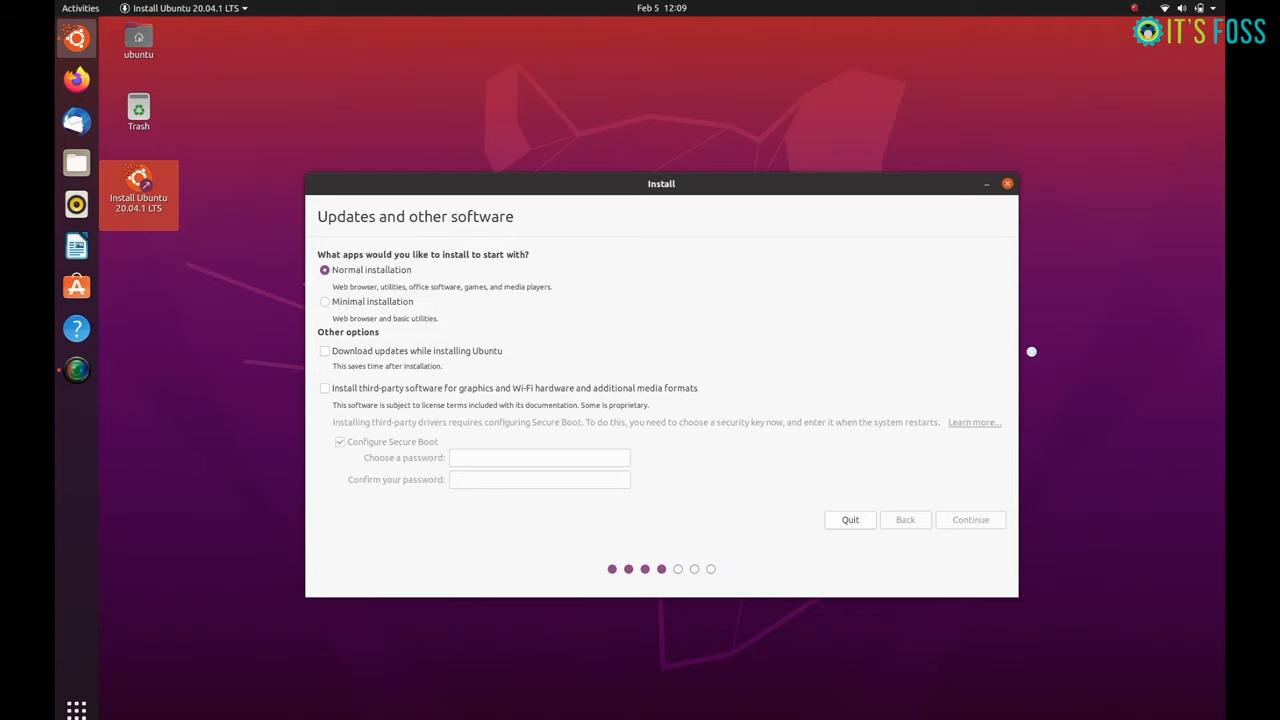 Activities
Install Ubuntu 20.04.1 LTS
Feb 5 12:09
IT'S FOSS
ubuntu
Trash
Install Ubuntu
20.04.1 LTS
Install
Updates and other software
What apps would you like to install to start with?
Normal installation
Web browser, utilities, office software, games, and media players.
Minimal installation
Web browser and basic utilities.
Other options
Download updates while installing Ubuntu
This saves time after installation.
Install third-party software for graphics and Wi-Fi hardware and additional media formats
This software is subject to license terms included with its documentation. Some is proprietary.
Installing third-party drivers requires configuring Secure Boot. To do this, you need to choose a security key now, and enter it when the system restarts. Learn more...
Configure Secure Boot
Choose a password:
Confirm your password:
Quit
Back
Continue